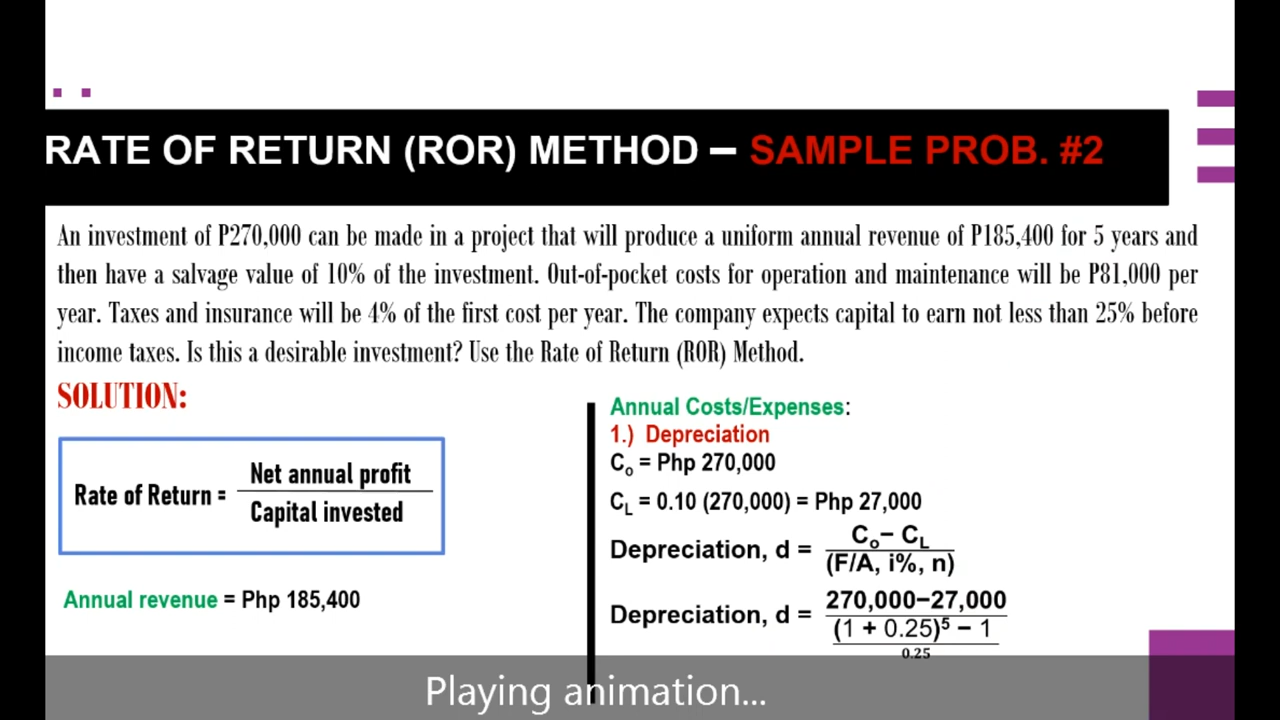 RATE OF RETURN (ROR) METHOD – SAMPLE PROB. #2
An investment of P270,000 can be made in a project that will produce a uniform annual revenue of P185,400 for 5 years and
then have a salvage value of 10% of the investment. Out-of-pocket costs for operation and maintenance will be P81,000 per
year. Taxes and insurance will be 4% of the first cost per year. The company expects capital to earn not less than 25% before
income taxes. Is this a desirable investment? Use the Rate of Return (ROR) Method.
SOLUTION:
Rate of Return = Net annual profit
Capital invested
Annual revenue = Php 185,400
Annual Costs/Expenses:
1.) Depreciation
Co = Php 270,000
CL = 0.10 (270,000) = Php 27,000
Depreciation, d = Co− CL
(F/A, i%, n)
Depreciation, d = 270,000−27,000
(1 + 0.25)⁵ − 1
0.25
Playing animation...